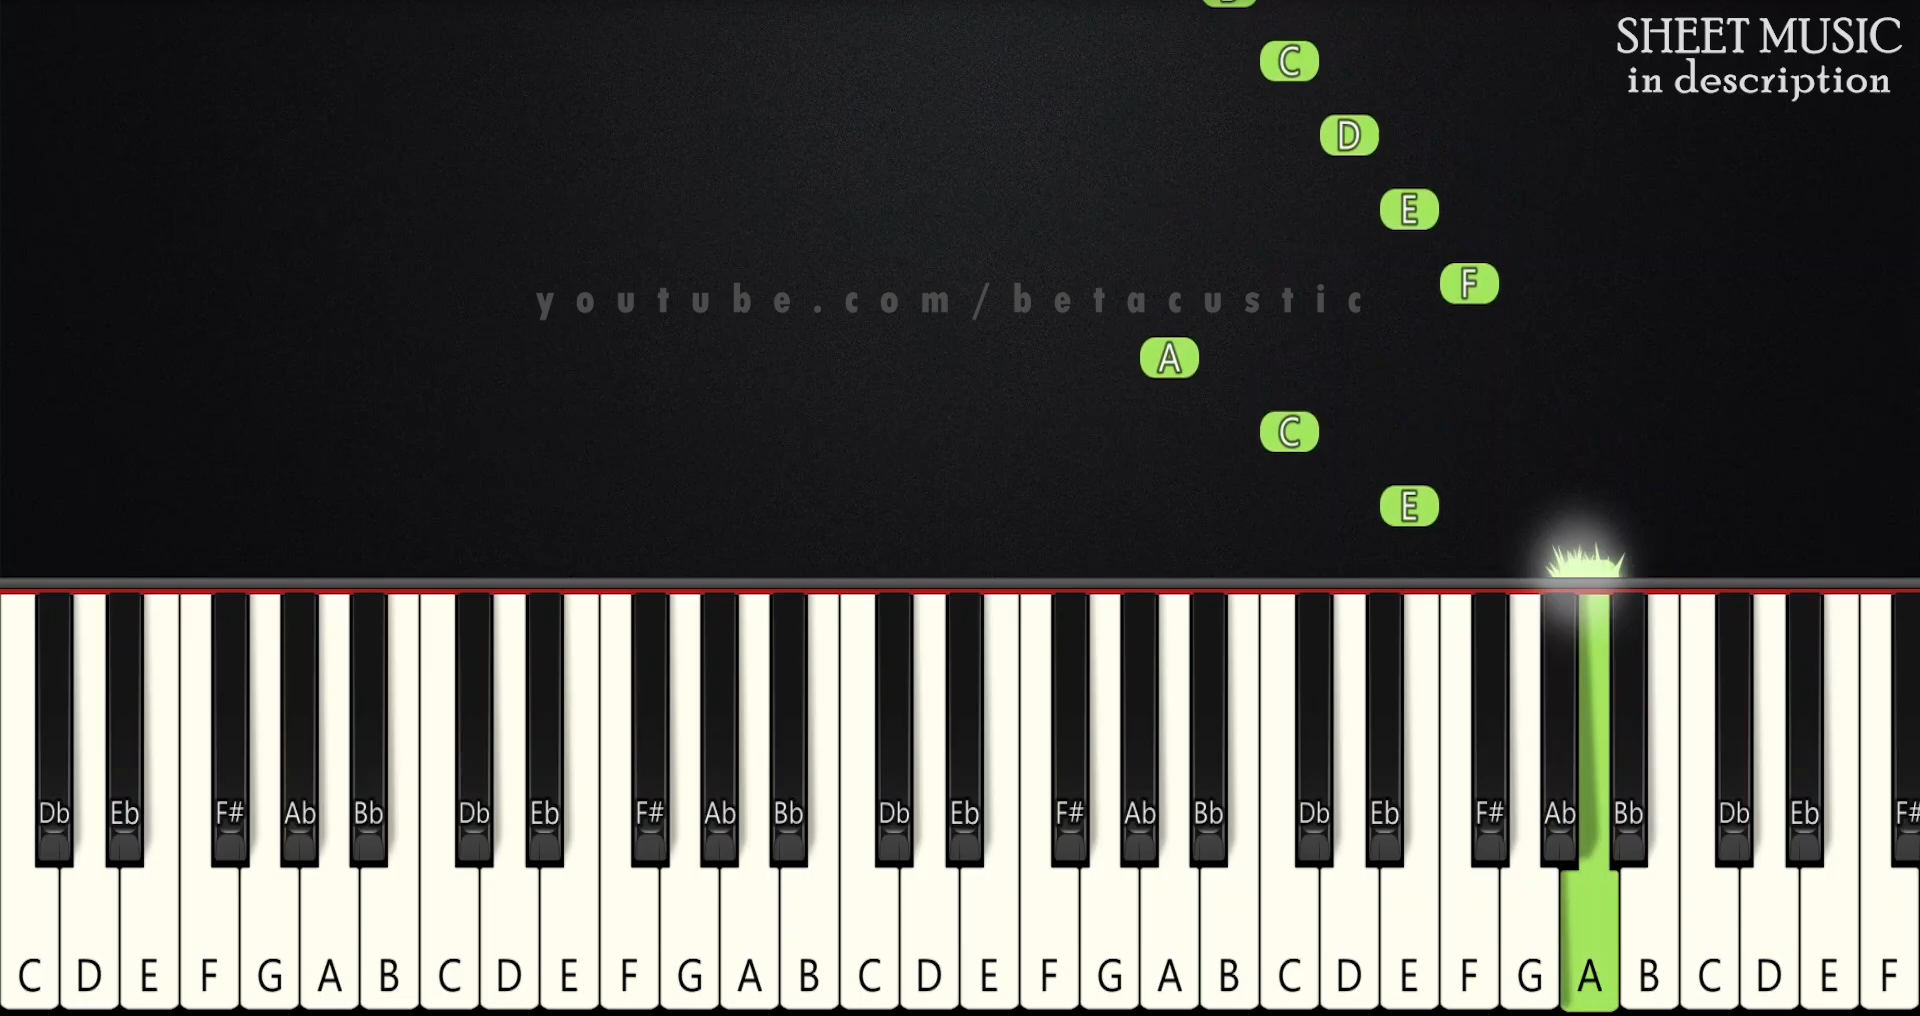 SHEET MUSIC
in description
C
D
E
F
youtube.com/betacustic
A
C
E
Db Eb F# Ab Bb Db Eb F# Ab Bb Db Eb F# Ab Bb Db Eb F# Ab Bb Db Eb F#
C D E F G A B C D E F G A B C D E F G A B C D E F G A B C D E F